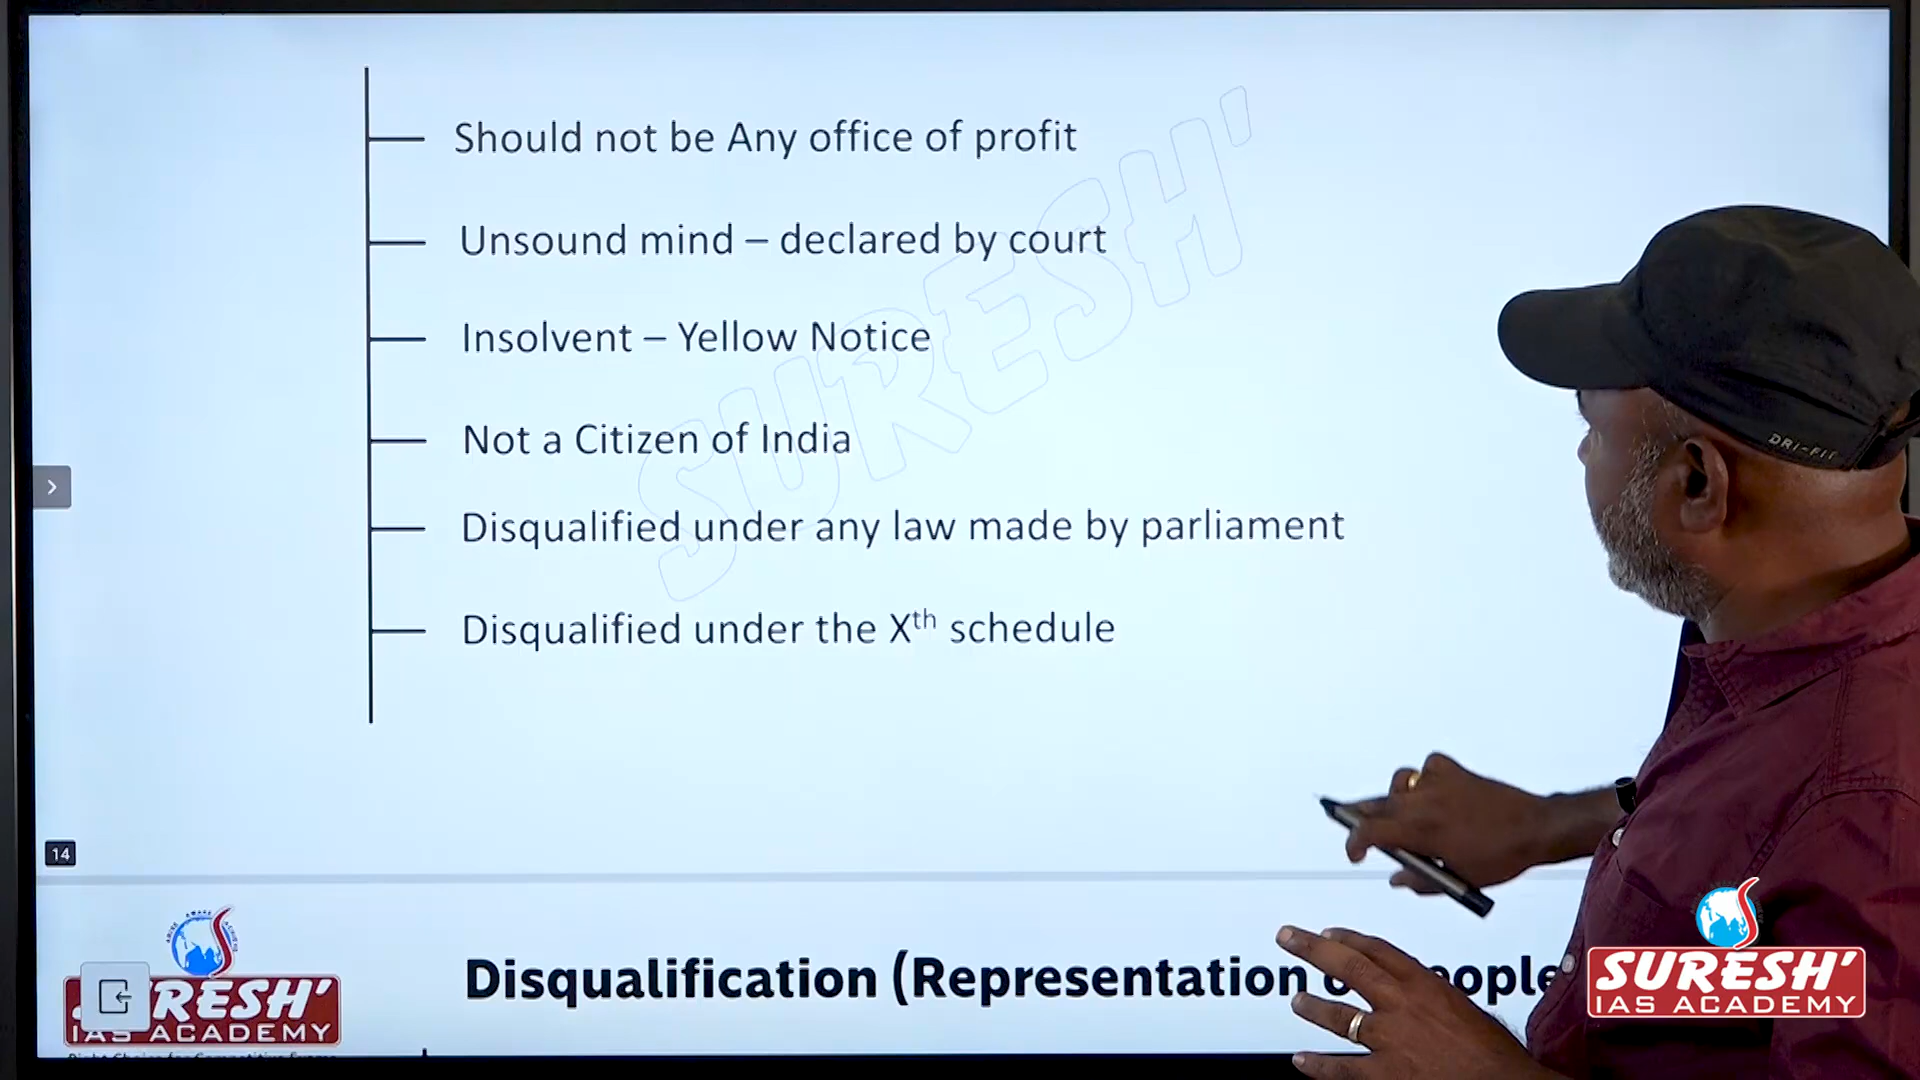 Should not be Any office of profit
Unsound mind – declared by court
Insolvent – Yellow Notice
Not a Citizen of India
Disqualified under any law made by parliament
Disqualified under the Xth schedule
SURESH'
DRI-FIT
14
Disqualification (Representation
RESH'
IAS ACADEMY
SURESH'
IAS ACADEMY